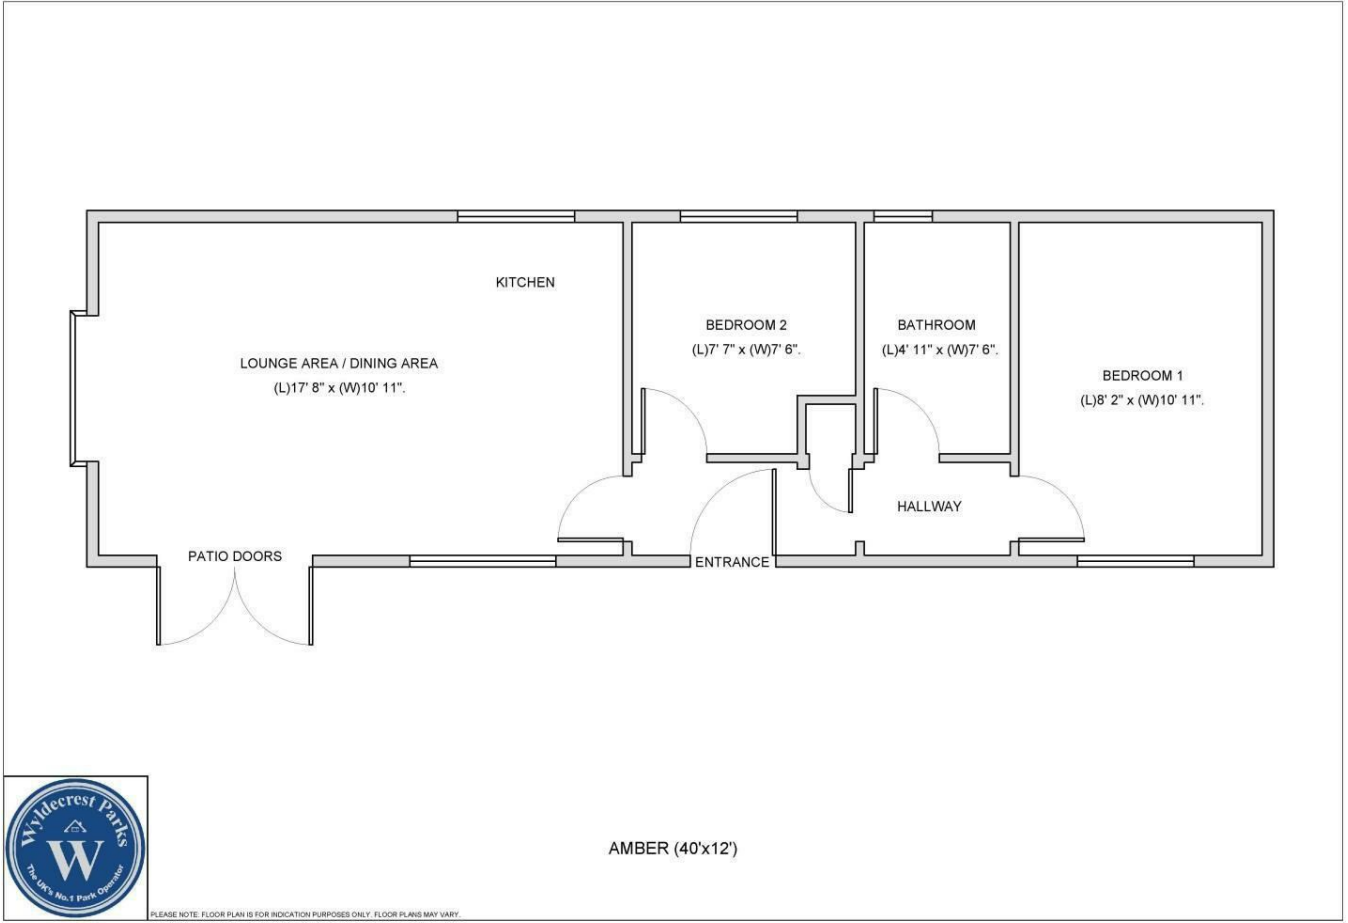 KITCHEN
BEDROOM 2
(L)7' 7" x (W)7' 6".
BATHROOM
(L)4' 11" x (W)7' 6".
LOUNGE AREA / DINING AREA
(L)17' 8" x (W)10' 11".
BEDROOM 1
(L)8' 2" x (W)10' 11".
HALLWAY
PATIO DOORS
ENTRANCE
AMBER (40'x12')
Wyldecrest Parks
W
The UK's No.1 Park Operator
PLEASE NOTE: FLOOR PLAN IS FOR INDICATION PURPOSES ONLY. FLOOR PLANS MAY VARY.